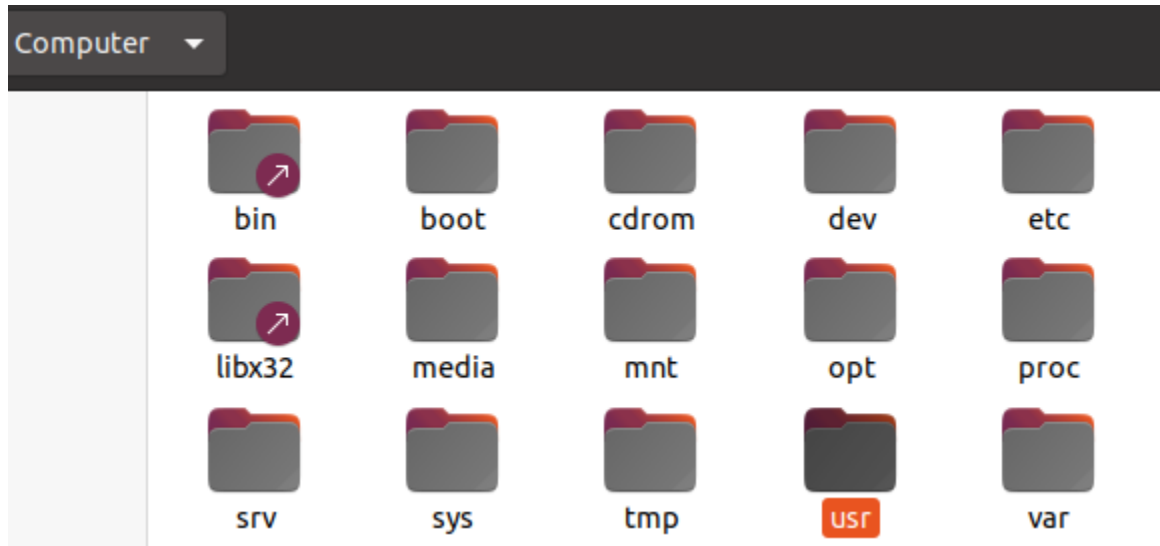 Computer
bin boot cdrom dev etc
libx32 media mnt opt proc
srv sys tmp usr var